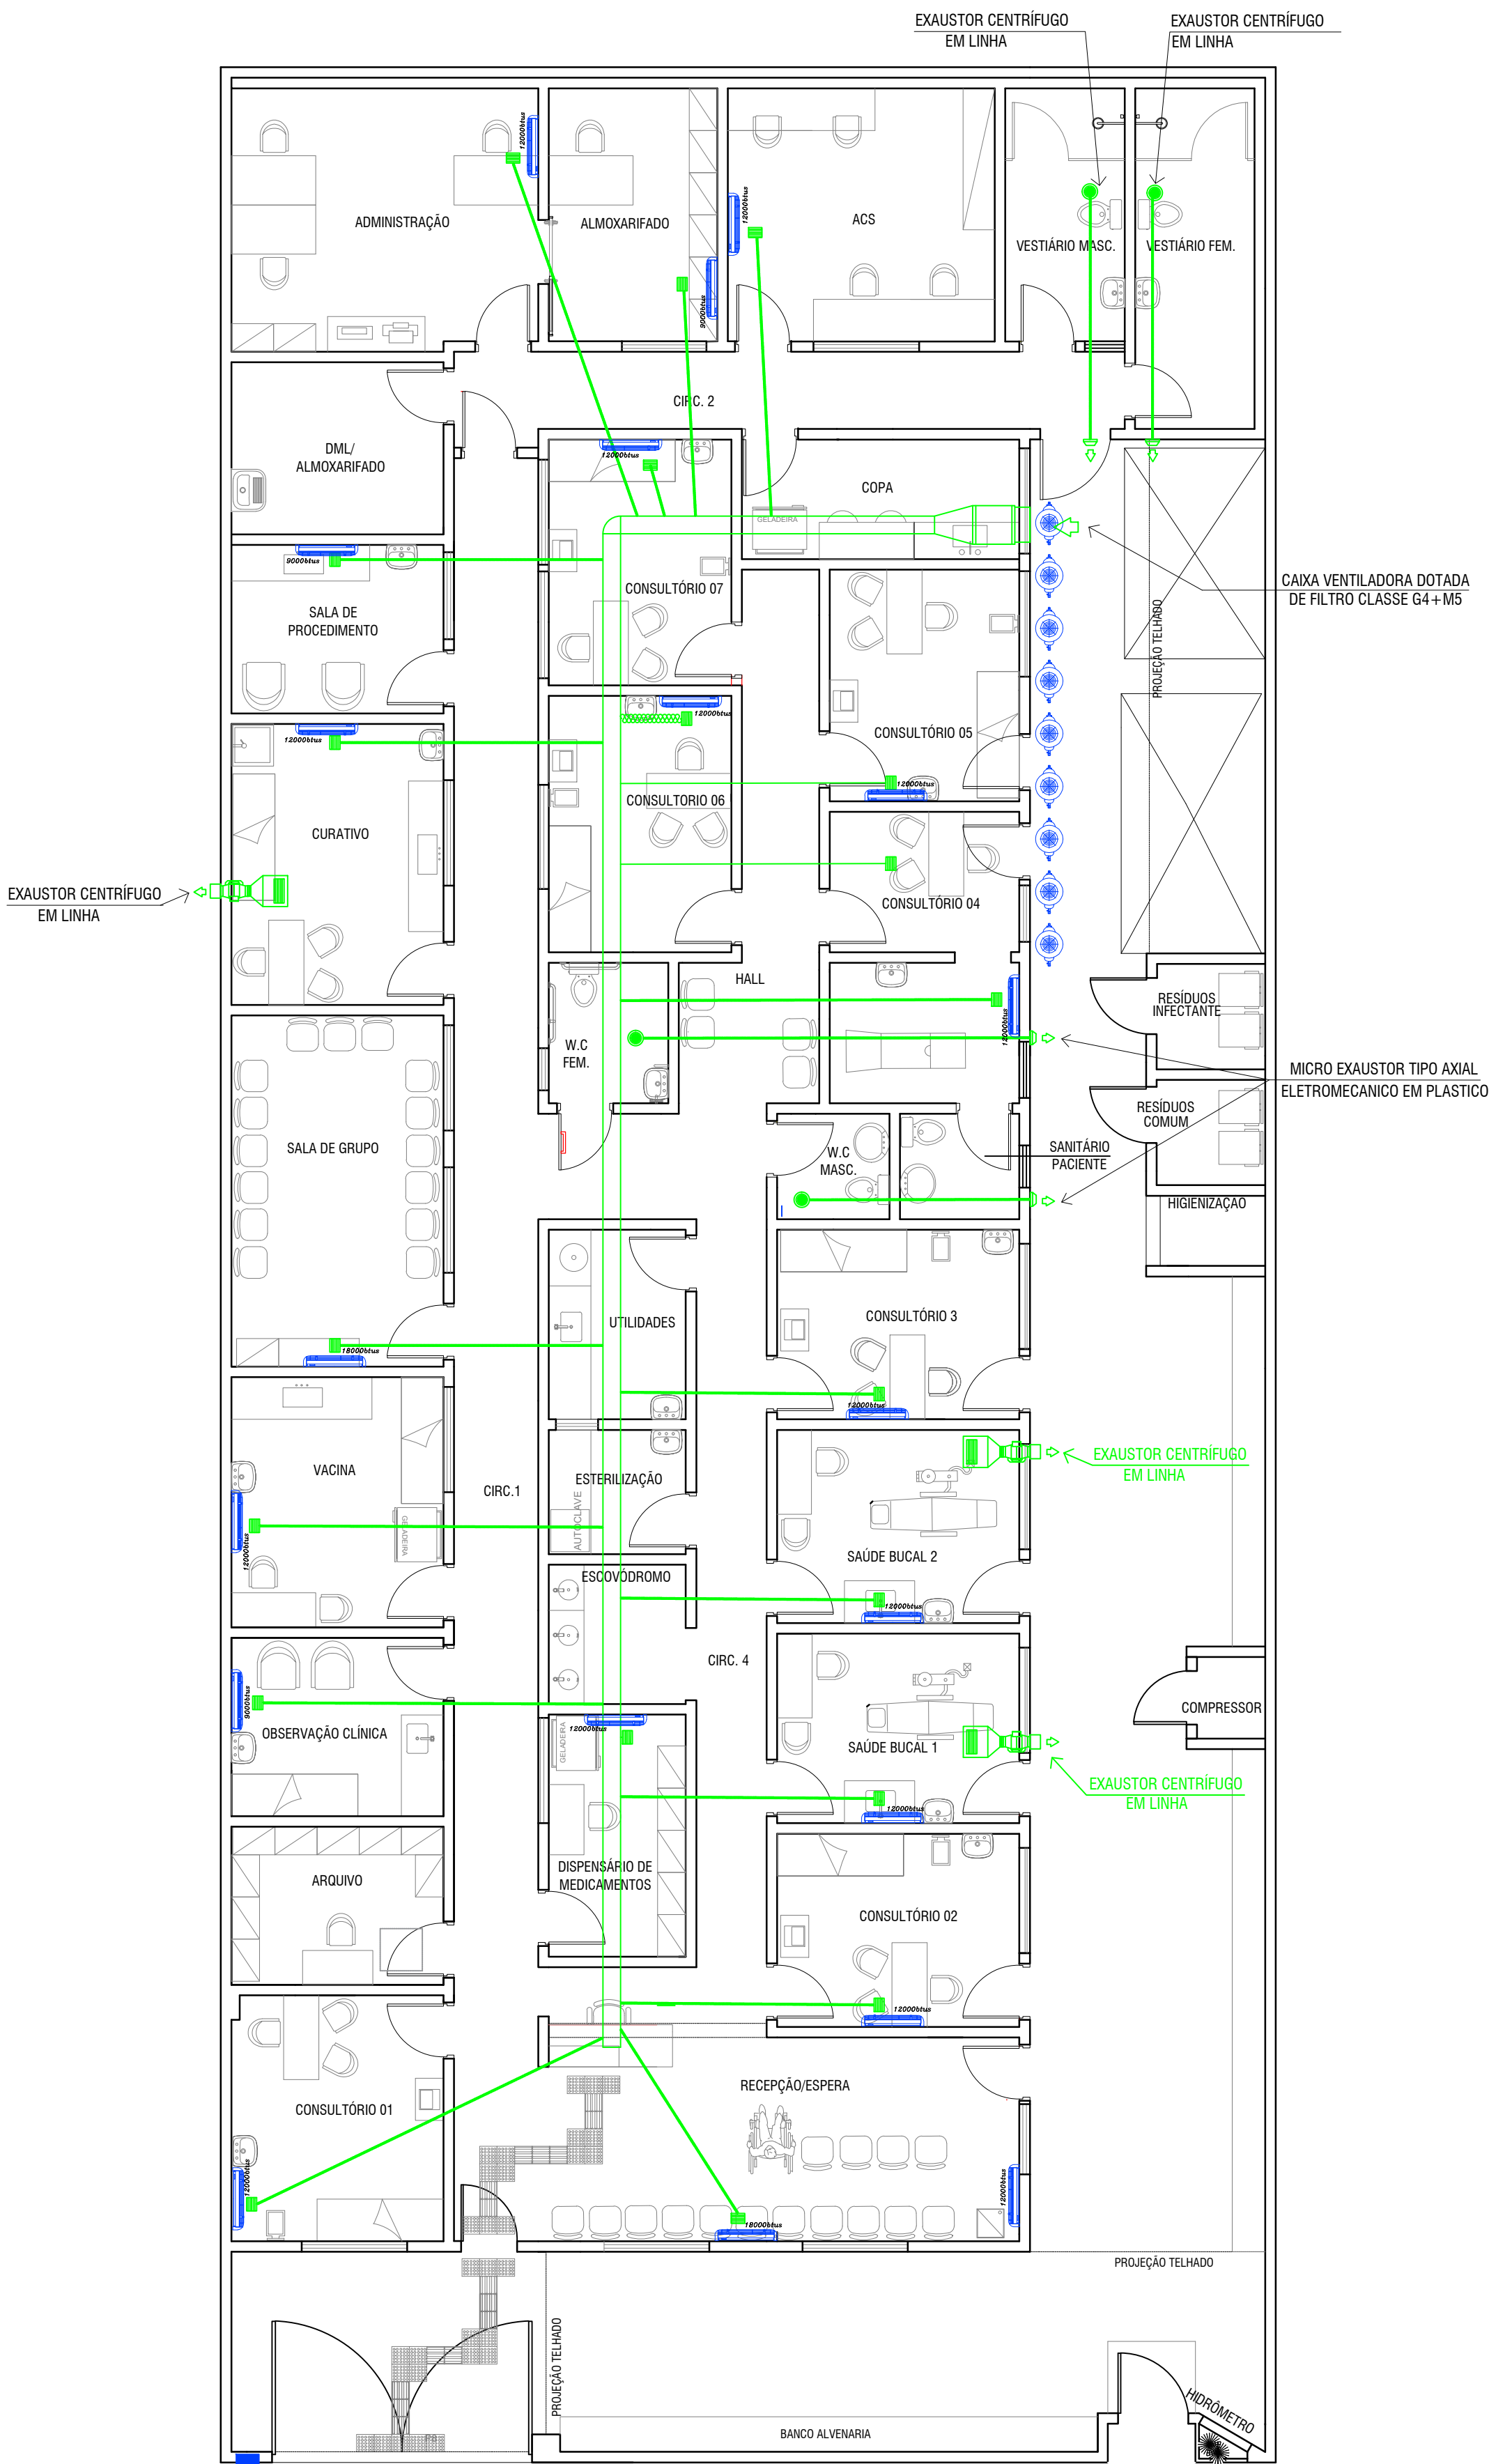 EXAUSTOR CENTRÍFUGO
EM LINHA
EXAUSTOR CENTRÍFUGO
EM LINHA
12000btus
ADMINISTRAÇÃO
ALMOXARIFADO
9000btus
12000btus
ACS
VESTIÁRIO MASC.
VESTIÁRIO FEM.
CIRC. 2
DML/
ALMOXARIFADO
12000btus
COPA
GELADEIRA
CONSULTÓRIO 07
CAIXA VENTILADORA DOTADA
DE FILTRO CLASSE G4+M5
PROJEÇÃO TELHADO
9000btus
SALA DE
PROCEDIMENTO
12000btus
12000btus
CONSULTÓRIO 05
12000btus
CONSULTORIO 06
CURATIVO
EXAUSTOR CENTRÍFUGO
EM LINHA
CONSULTÓRIO 04
HALL
12000btus
RESÍDUOS
INFECTANTE
W.C
FEM.
MICRO EXAUSTOR TIPO AXIAL
ELETROMECANICO EM PLASTICO
RESÍDUOS
COMUM
SALA DE GRUPO
W.C
MASC.
SANITÁRIO
PACIENTE
HIGIENIZAÇAO
18000btus
UTILIDADES
CONSULTÓRIO 3
12000btus
VACINA
12000btus
GELADEIRA
CIRC.1
ESTERILIZAÇÃO
AUTOCLAVE
EXAUSTOR CENTRÍFUGO
EM LINHA
SAÚDE BUCAL 2
12000btus
ESCOVÓDROMO
CIRC. 4
9000btus
OBSERVAÇÃO CLÍNICA
12000btus
GELADEIRA
SAÚDE BUCAL 1
12000btus
COMPRESSOR
EXAUSTOR CENTRÍFUGO
EM LINHA
ARQUIVO
DISPENSÁRIO DE
MEDICAMENTOS
CONSULTÓRIO 02
12000btus
CONSULTÓRIO 01
12000btus
RECEPÇÃO/ESPERA
12000btus
18000btus
PROJEÇÃO TELHADO
PROJEÇÃO TELHADO
BANCO ALVENARIA
HIDRÔMETRO